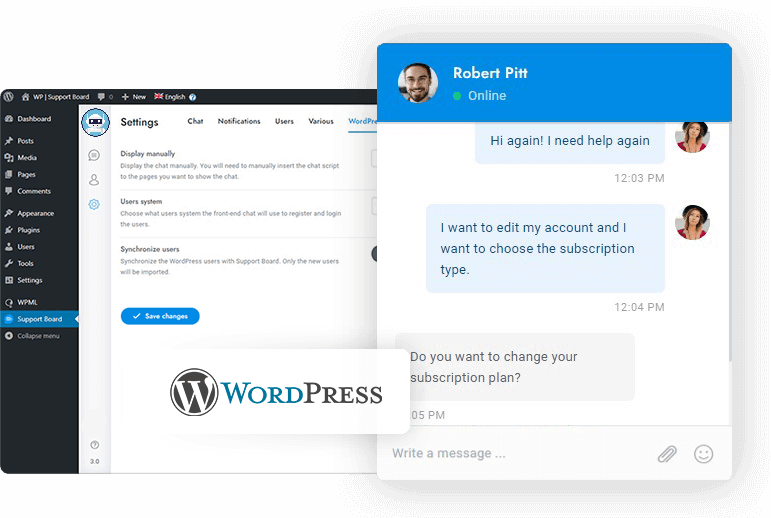 WP | Support Board
0
New
English
Dashboard
Posts
Media
Pages
Comments
Appearance
Plugins
Users
Tools
Settings
WPML
Support Board
Collapse menu
Settings
Chat
Notifications
Users
Various
WordPre
Display manually
Display the chat manually. You will need to manually insert the chat script
to the pages you want to show the chat.
Users system
Choose what users system the front-end chat will use to register and login
the users.
Synchronize users
Synchronize the WordPress users with Support Board. Only the new users
will be imported.
Save changes
3.0
WORDPRESS
Robert Pitt
Online
Hi again! I need help again
12:03 PM
I want to edit my account and I
want to choose the subscription
type.
12:04 PM
Do you want to change your
subscription plan?
05 PM
Write a message ...